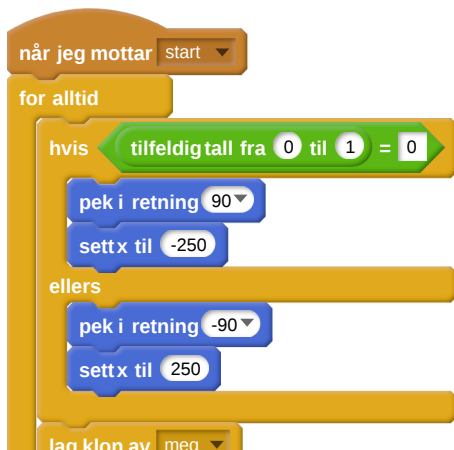 når jeg mottar start
for alltid
hvis tilfeldig tall fra 0 til 1 = 0
pek i retning 90
sett x til -250
ellers
pek i retning -90
sett x til 250
lag klon av meg